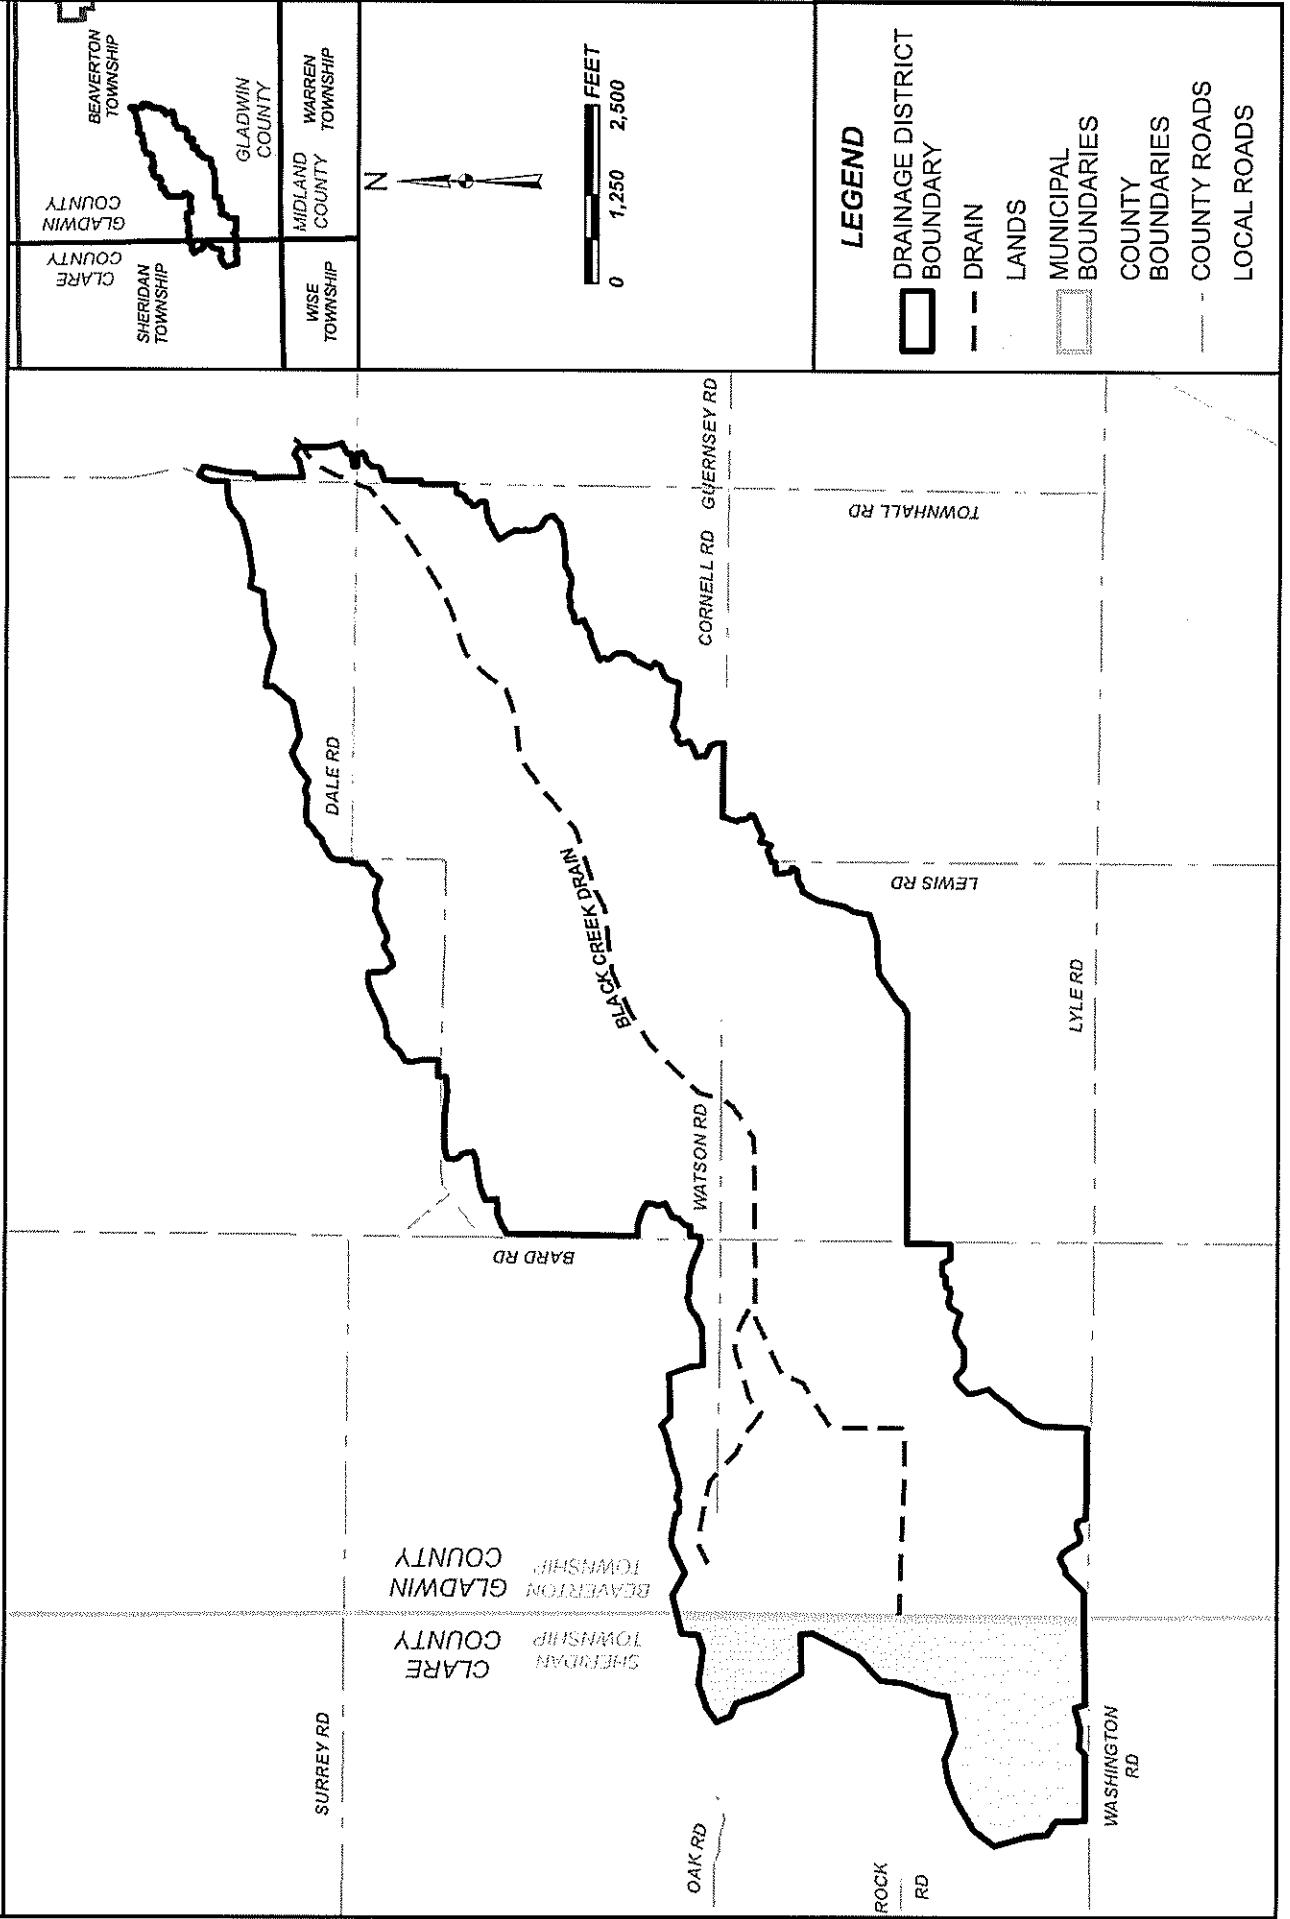 BEAVERTON
TOWNSHIP
GLADWIN
COUNTY
CLARE
COUNTY
SHERIDAN
TOWNSHIP
GLADWIN
COUNTY
MIDLAND
COUNTY
WARREN
TOWNSHIP
WISE
TOWNSHIP
N
FEET
0 1,250 2,500
LEGEND
DRAINAGE DISTRICT
BOUNDARY
DRAIN
LANDS
MUNICIPAL
BOUNDARIES
COUNTY
BOUNDARIES
COUNTY ROADS
LOCAL ROADS
SURREY RD
CLARE
COUNTY
SHERIDAN
TOWNSHIP
GLADWIN
COUNTY
BEAVERTON
TOWNSHIP
BARD RD
DALE RD
BLACK CREEK DRAIN
WATSON RD
CORNELL RD
GUERNSEY RD
TOWNHALL RD
LEWIS RD
LYLE RD
OAK RD
ROCK
RD
WASHINGTON
RD